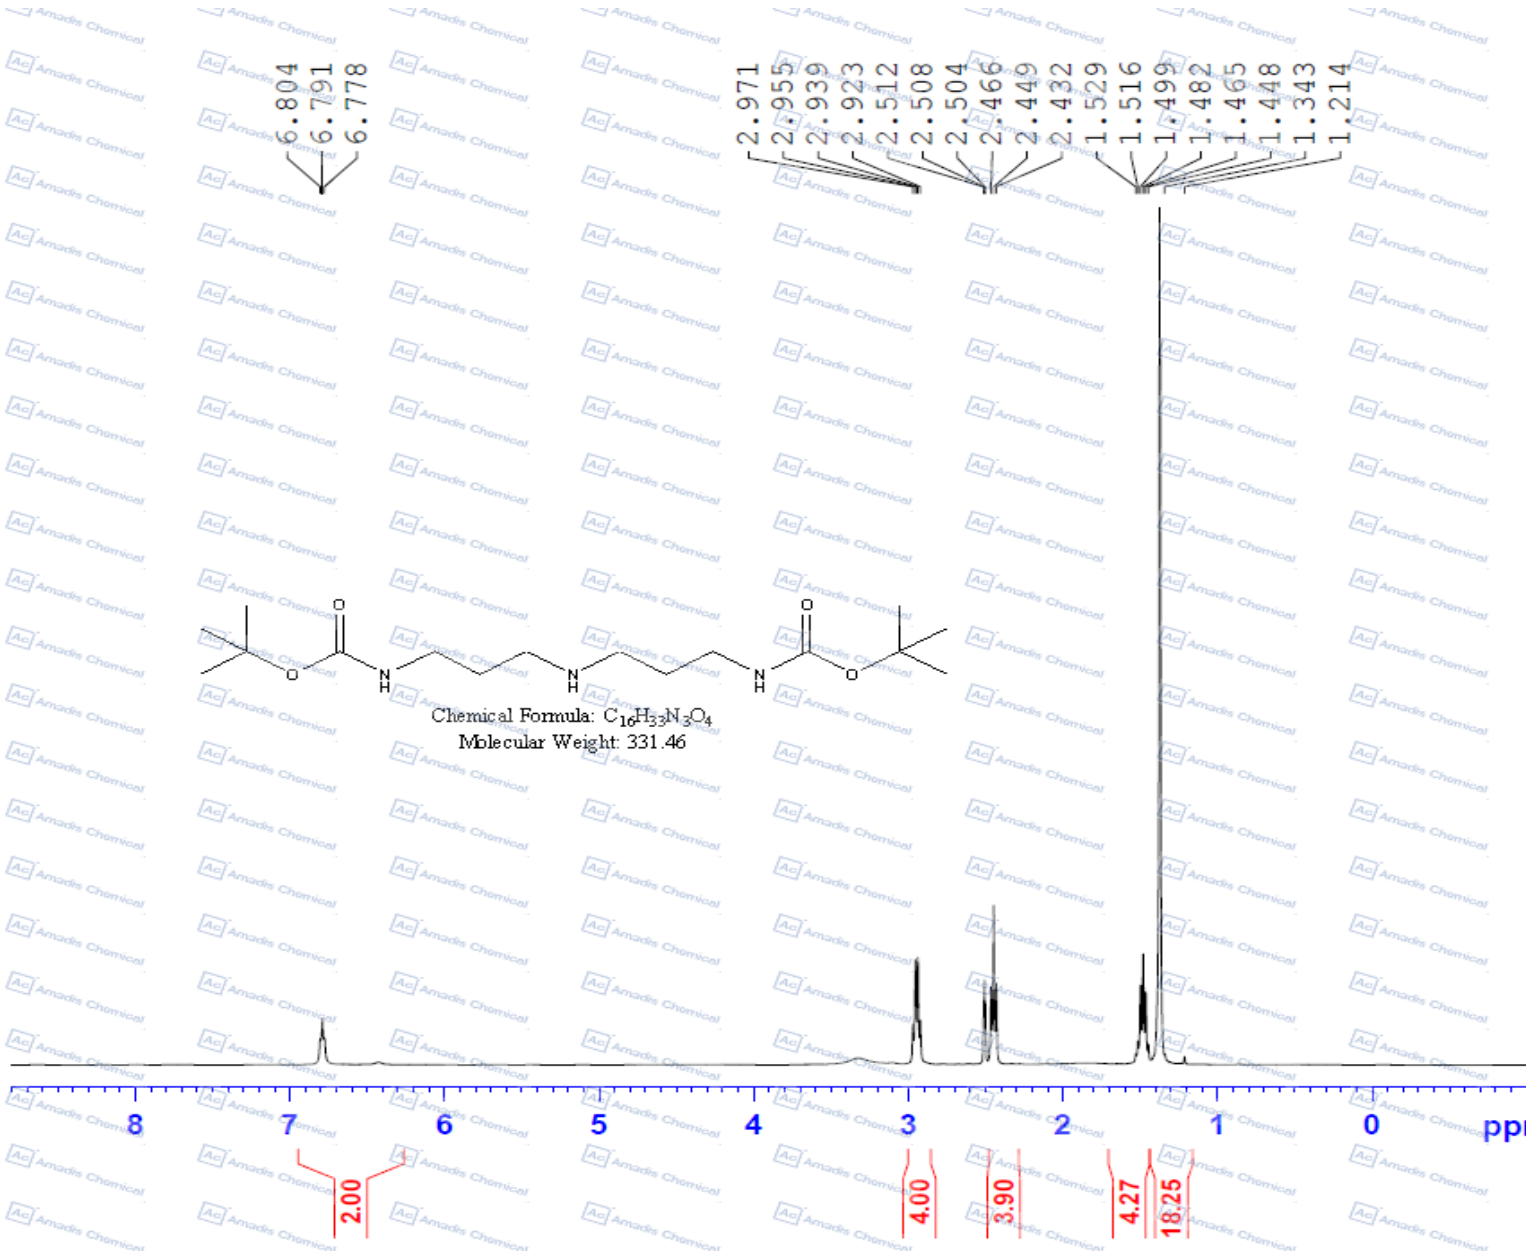 6.804
6.791
6.778
2.971
2.955
2.939
2.923
2.512
2.508
2.504
2.466
2.449
2.432
1.529
1.516
1.499
1.482
1.465
1.448
1.343
1.214
O
O
O
N
H
N
H
N
H
O
Chemical Formula: C16H33N3O4
Molecular Weight: 331.46
8 7 6 5 4 3 2 1 0 ppm
2.00
4.00
3.90
4.27
18.25
Ac Amadis Chemical